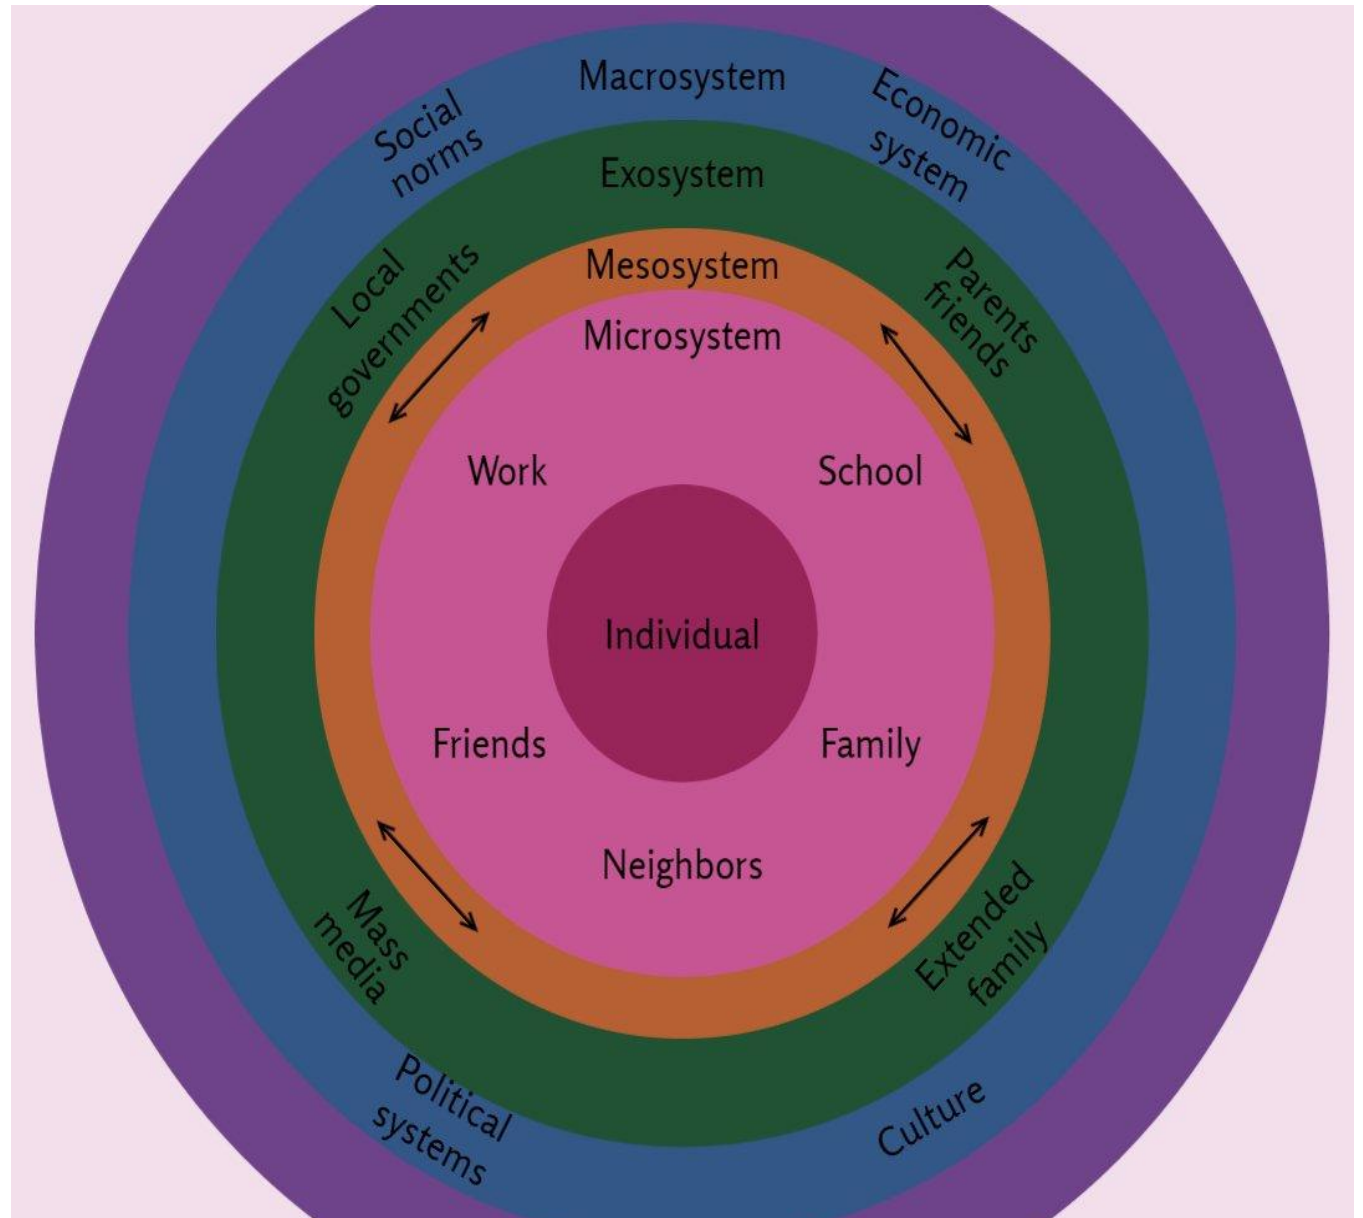 Macrosystem
Social
norms
Economic
system
Exosystem
Local
governments
Parents
friends
Mesosystem
Microsystem
Work
School
Individual
Friends
Family
Neighbors
Mass
media
Extended
family
Political
systems
Culture